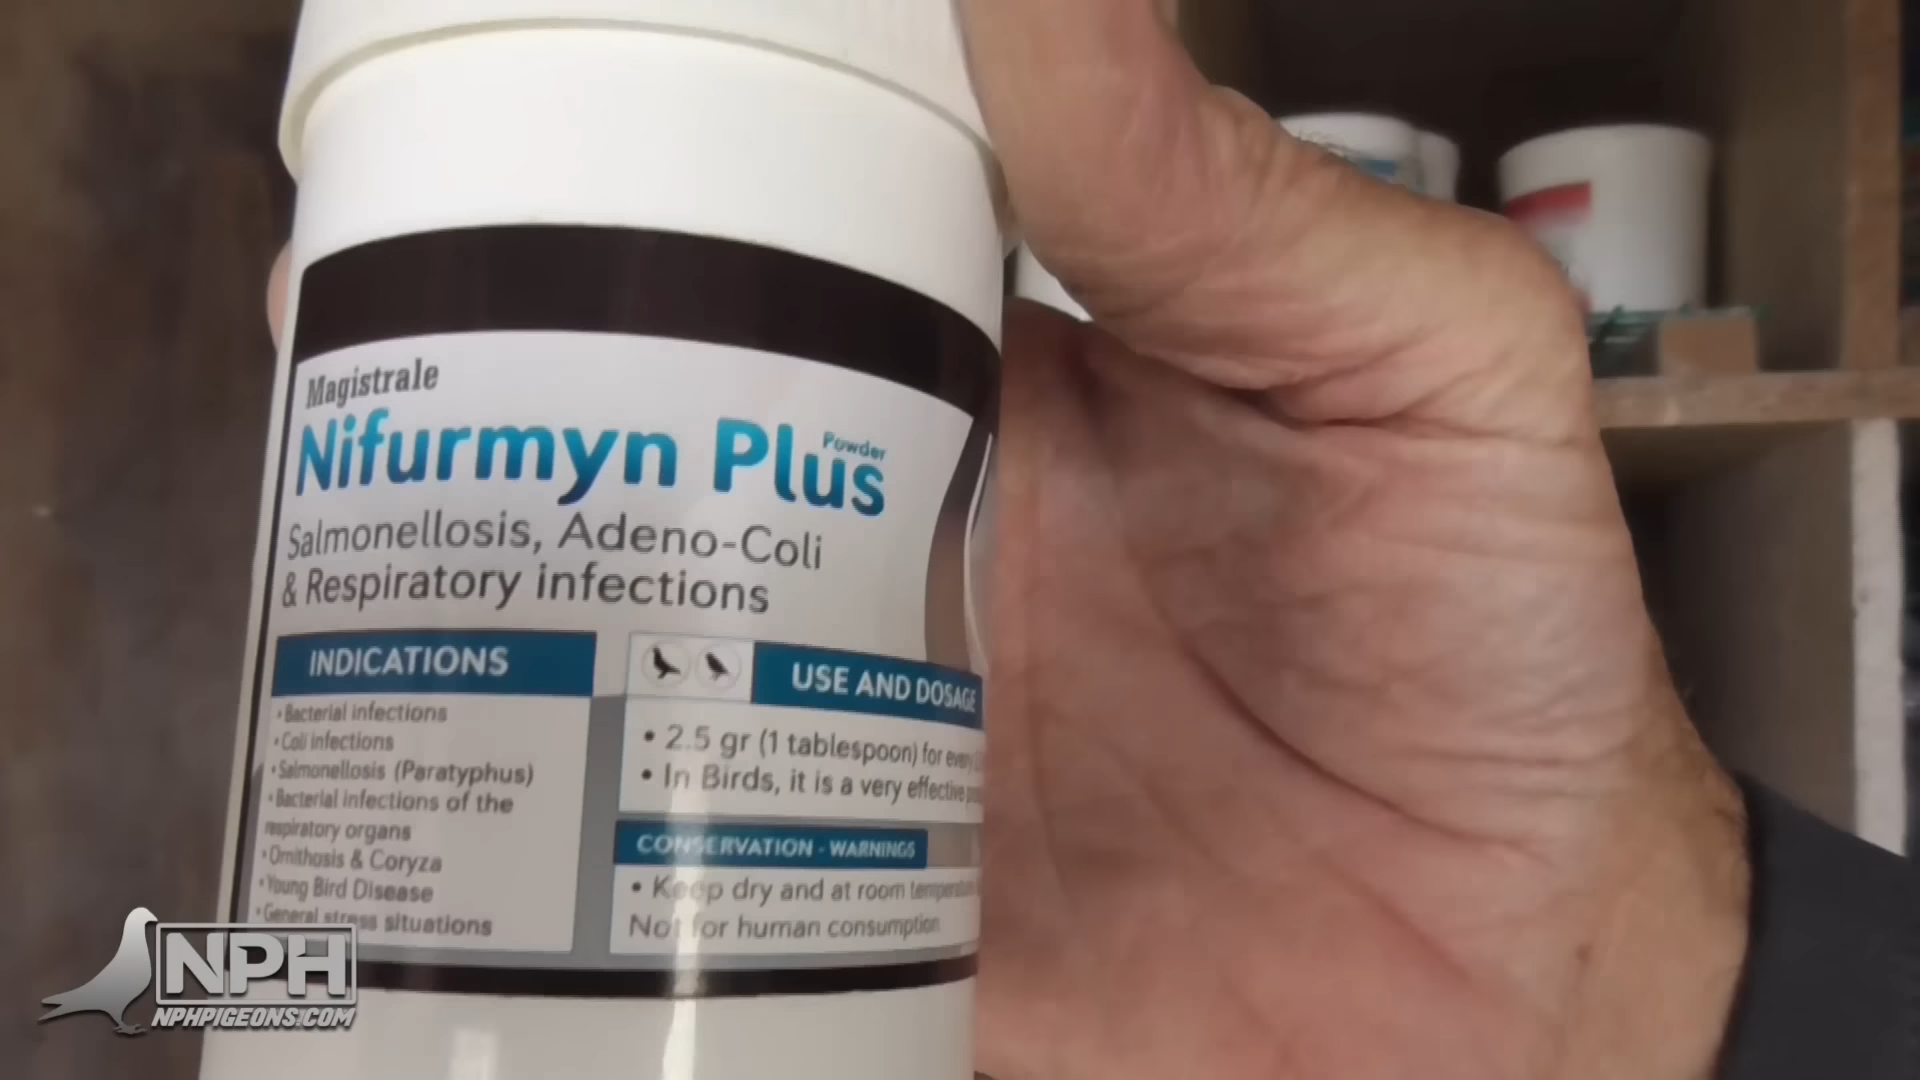 Magistrale
Nifurmyn Plus
Powder
Salmonellosis, Adeno-Coli
& Respiratory infections
INDICATIONS
• Bacterial infections
• Coli infections
• Salmonellosis (Paratyphus)
• Bacterial infections of the
respiratory organs
• Ornithosis & Coryza
• Young Bird Disease
• General stress situations
USE AND DOSAGE
• 2.5 gr (1 tablespoon) for every
• In Birds, it is a very effective
CONSERVATION - WARNINGS
• Keep dry and at room temperature
Not for human consumption
NPH
NPHPIGEONS.COM